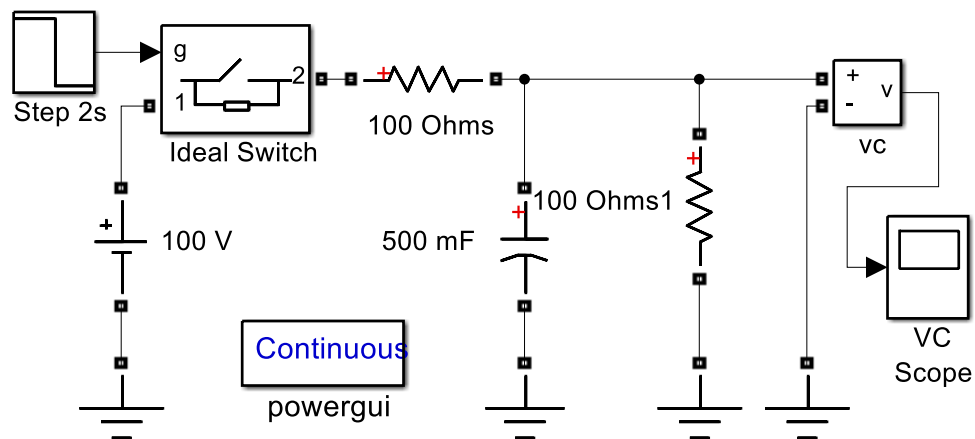 g
2
1
Step 2s
Ideal Switch
100 Ohms
+
v
-
vc
100 Ohms1
+
100 V
500 mF
Continuous
powergui
VC
Scope